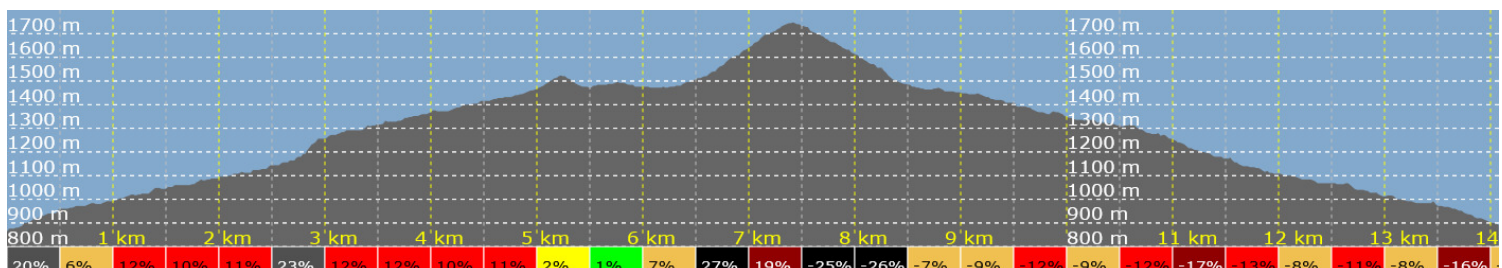 1700 m 1700 m
1600 m 1600 m
1500 m 1500 m
1400 m 1400 m
1300 m 1300 m
1200 m 1200 m
1100 m 1100 m
1000 m 1000 m
900 m 900 m
800 m 1 km 2 km 3 km 4 km 5 km 6 km 7 km 8 km 9 km 800 m 11 km 12 km 13 km 14
20% 6% 12% 10% 11% 23% 12% 12% 10% 11% 2% 1% 7% 27% 19% -25% -26% -7% -9% -12% -9% -12% -17% -13% -8% -11% -8% -16%